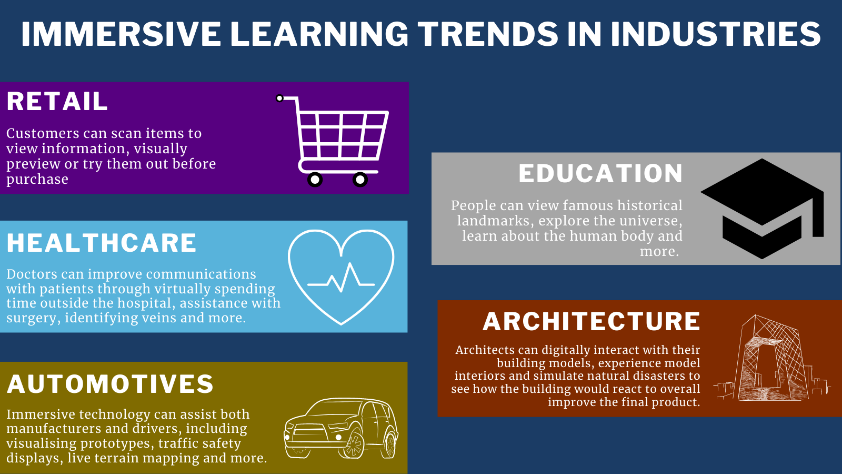 IMMERSIVE LEARNING TRENDS IN INDUSTRIES
RETAIL
Customers can scan items to
view information, visually
preview or try them out before
purchase
HEALTHCARE
Doctors can improve communications
with patients through virtually spending
time outside the hospital, assistance with
surgery, identifying veins and more.
AUTOMOTIVES
Immersive technology can assist both
manufacturers and drivers, including
visualising prototypes, traffic safety
displays, live terrain mapping and more.
EDUCATION
People can view famous historical
landmarks, explore the universe,
learn about the human body and
more.
ARCHITECTURE
Architects can digitally interact with their
building models, experience model
interiors and simulate natural disasters to
see how the building would react to overall
improve the final product.